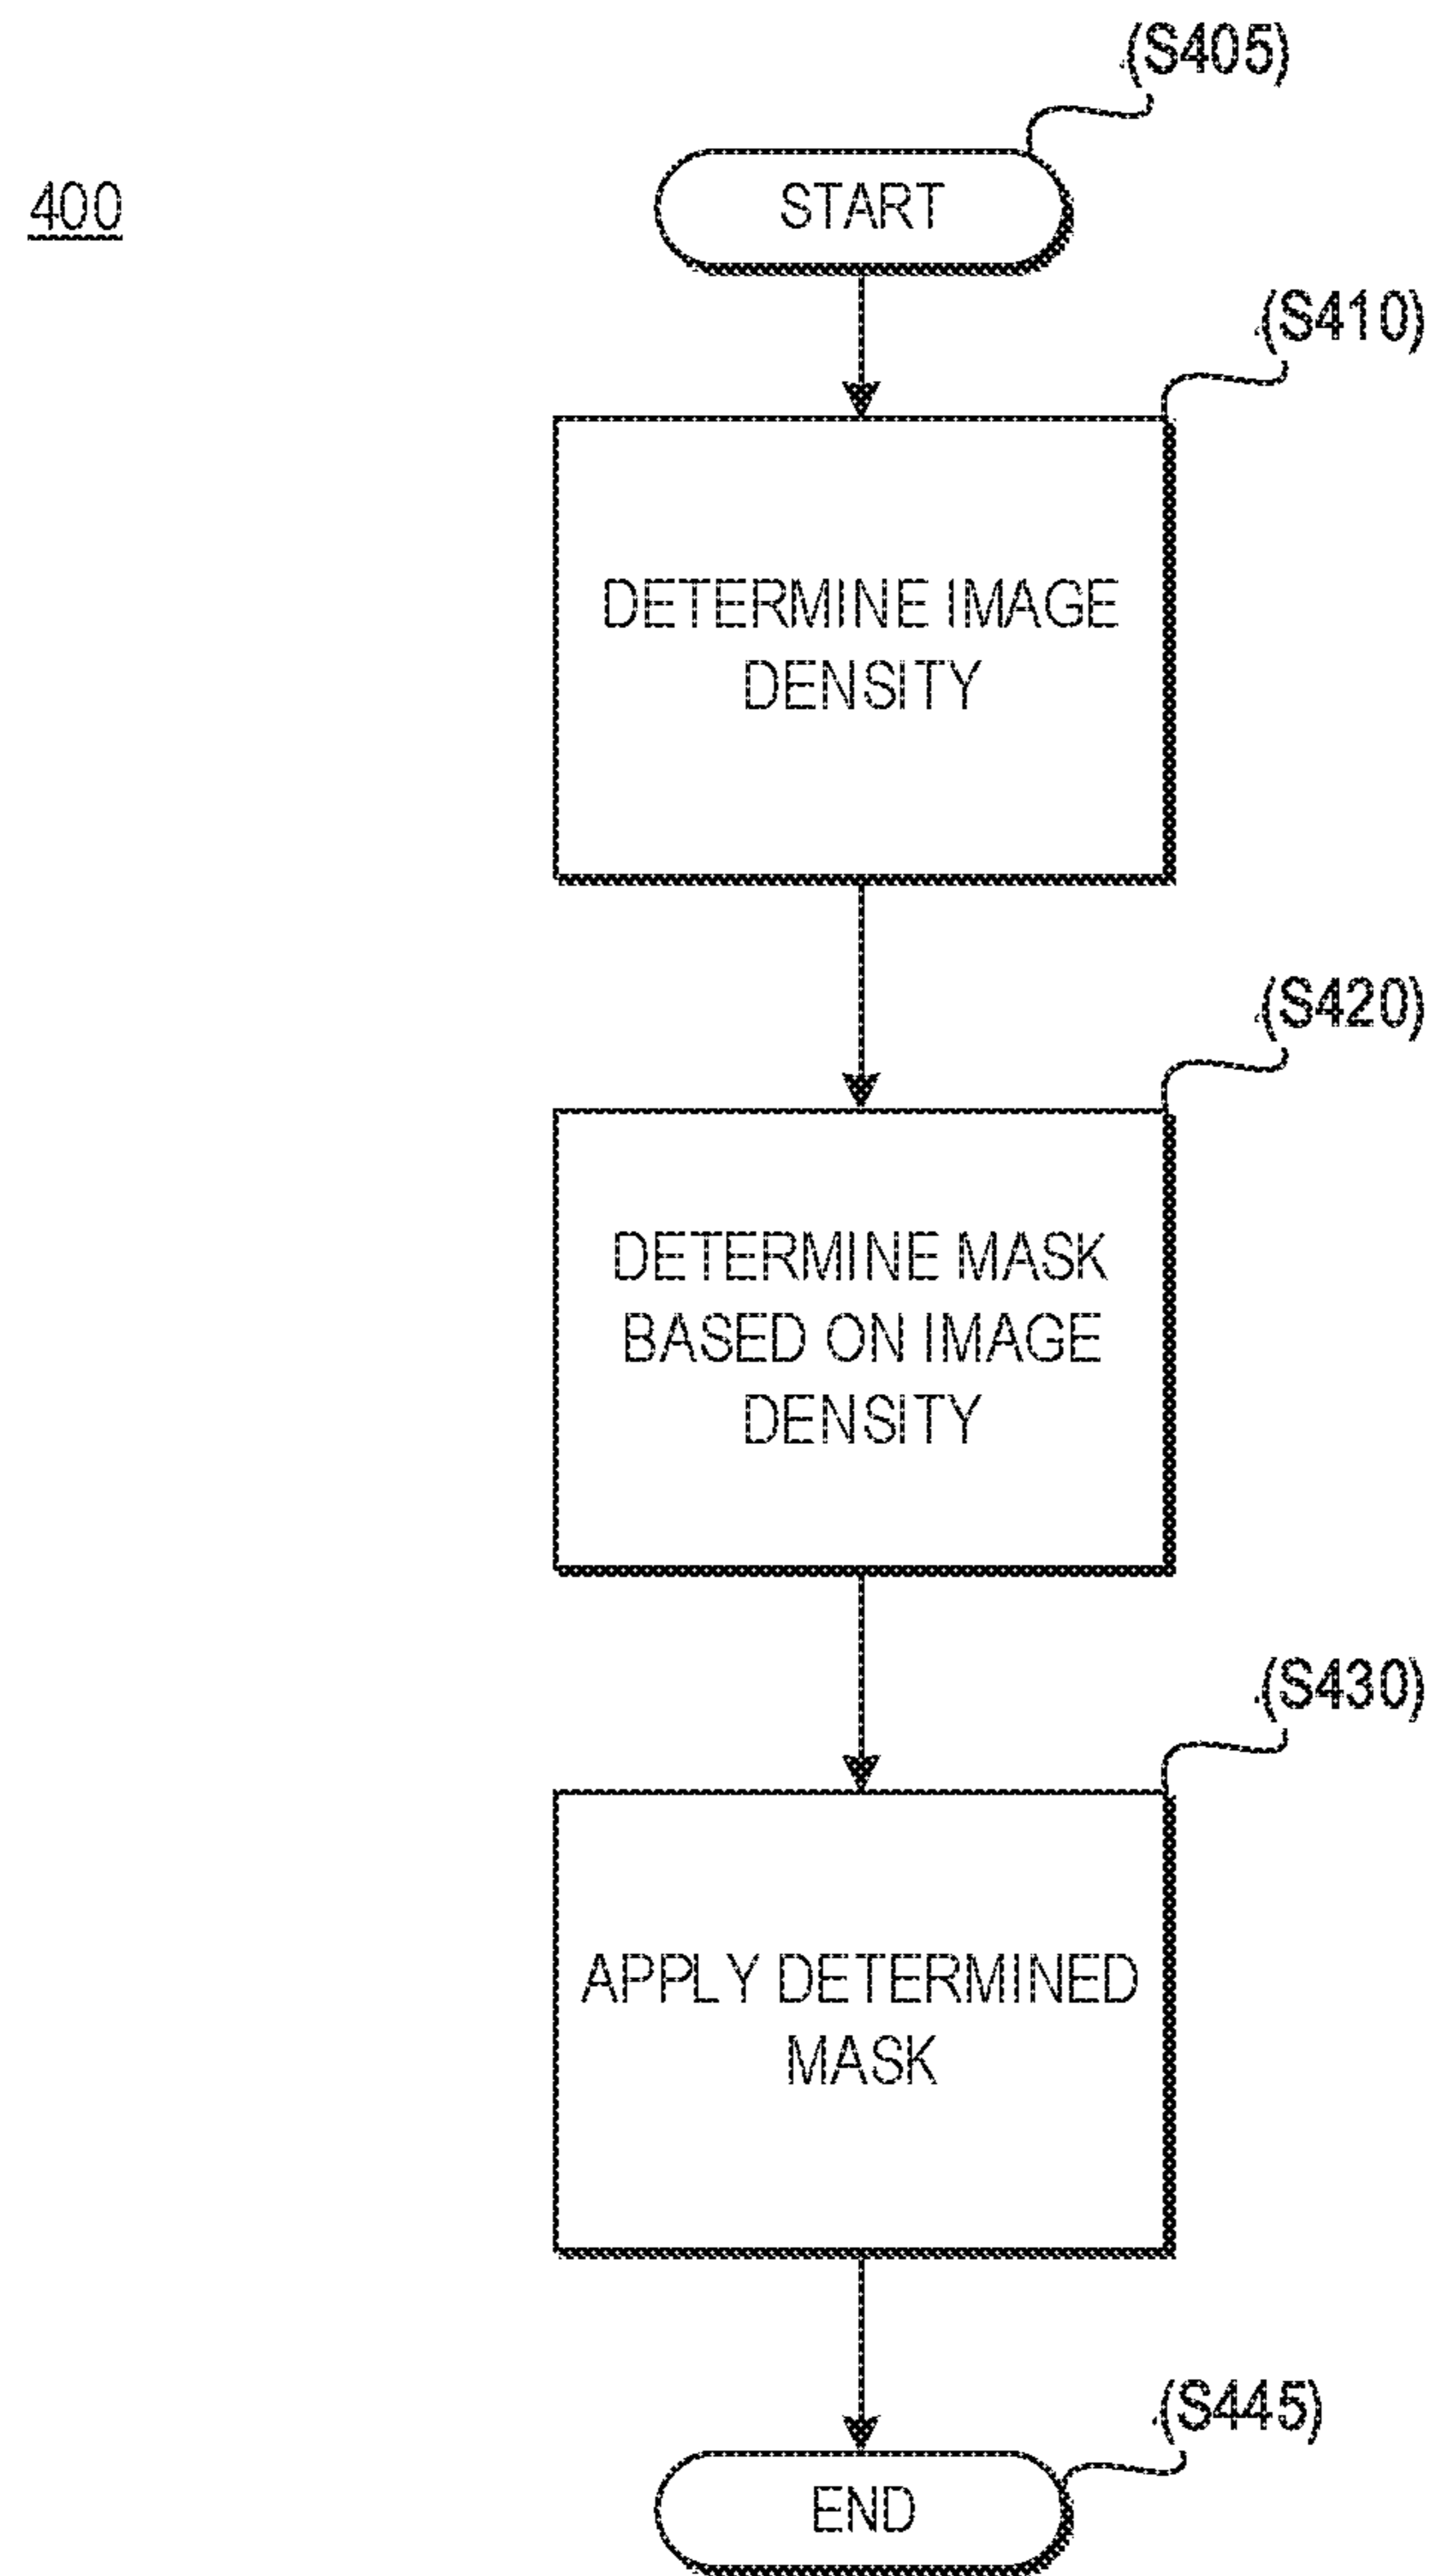 (S405)
400
START
(S410)
DETERMINE IMAGE
DENSITY
(S420)
DETERMINE MASK
BASED ON IMAGE
DENSITY
(S430)
APPLY DETERMINED
MASK
(S445)
END